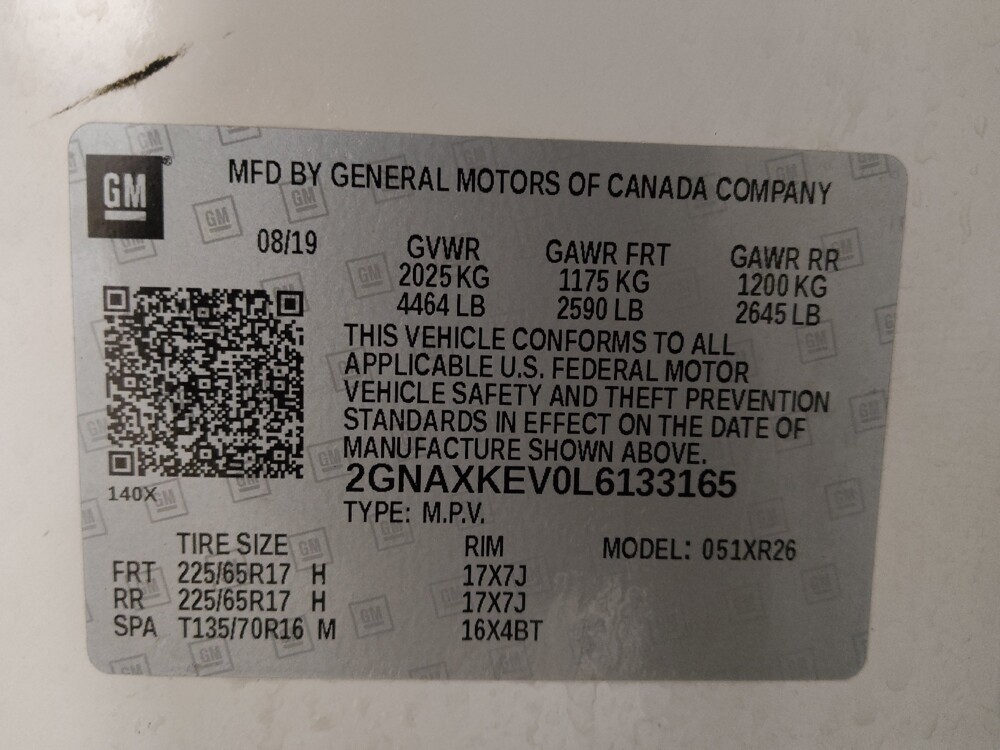 GM
MFD BY GENERAL MOTORS OF CANADA COMPANY
08/19 GVWR GAWR FRT GAWR RR
2025 KG 1175 KG 1200 KG
4464 LB 2590 LB 2645 LB
THIS VEHICLE CONFORMS TO ALL
APPLICABLE U.S. FEDERAL MOTOR
VEHICLE SAFETY AND THEFT PREVENTION
STANDARDS IN EFFECT ON THE DATE OF
MANUFACTURE SHOWN ABOVE.
2GNAXKEV0L6133165
140X
TYPE: M.P.V.
TIRE SIZE RIM MODEL: 051XR26
FRT 225/65R17 H 17X7J
RR 225/65R17 H 17X7J
SPA T135/70R16 M 16X4BT